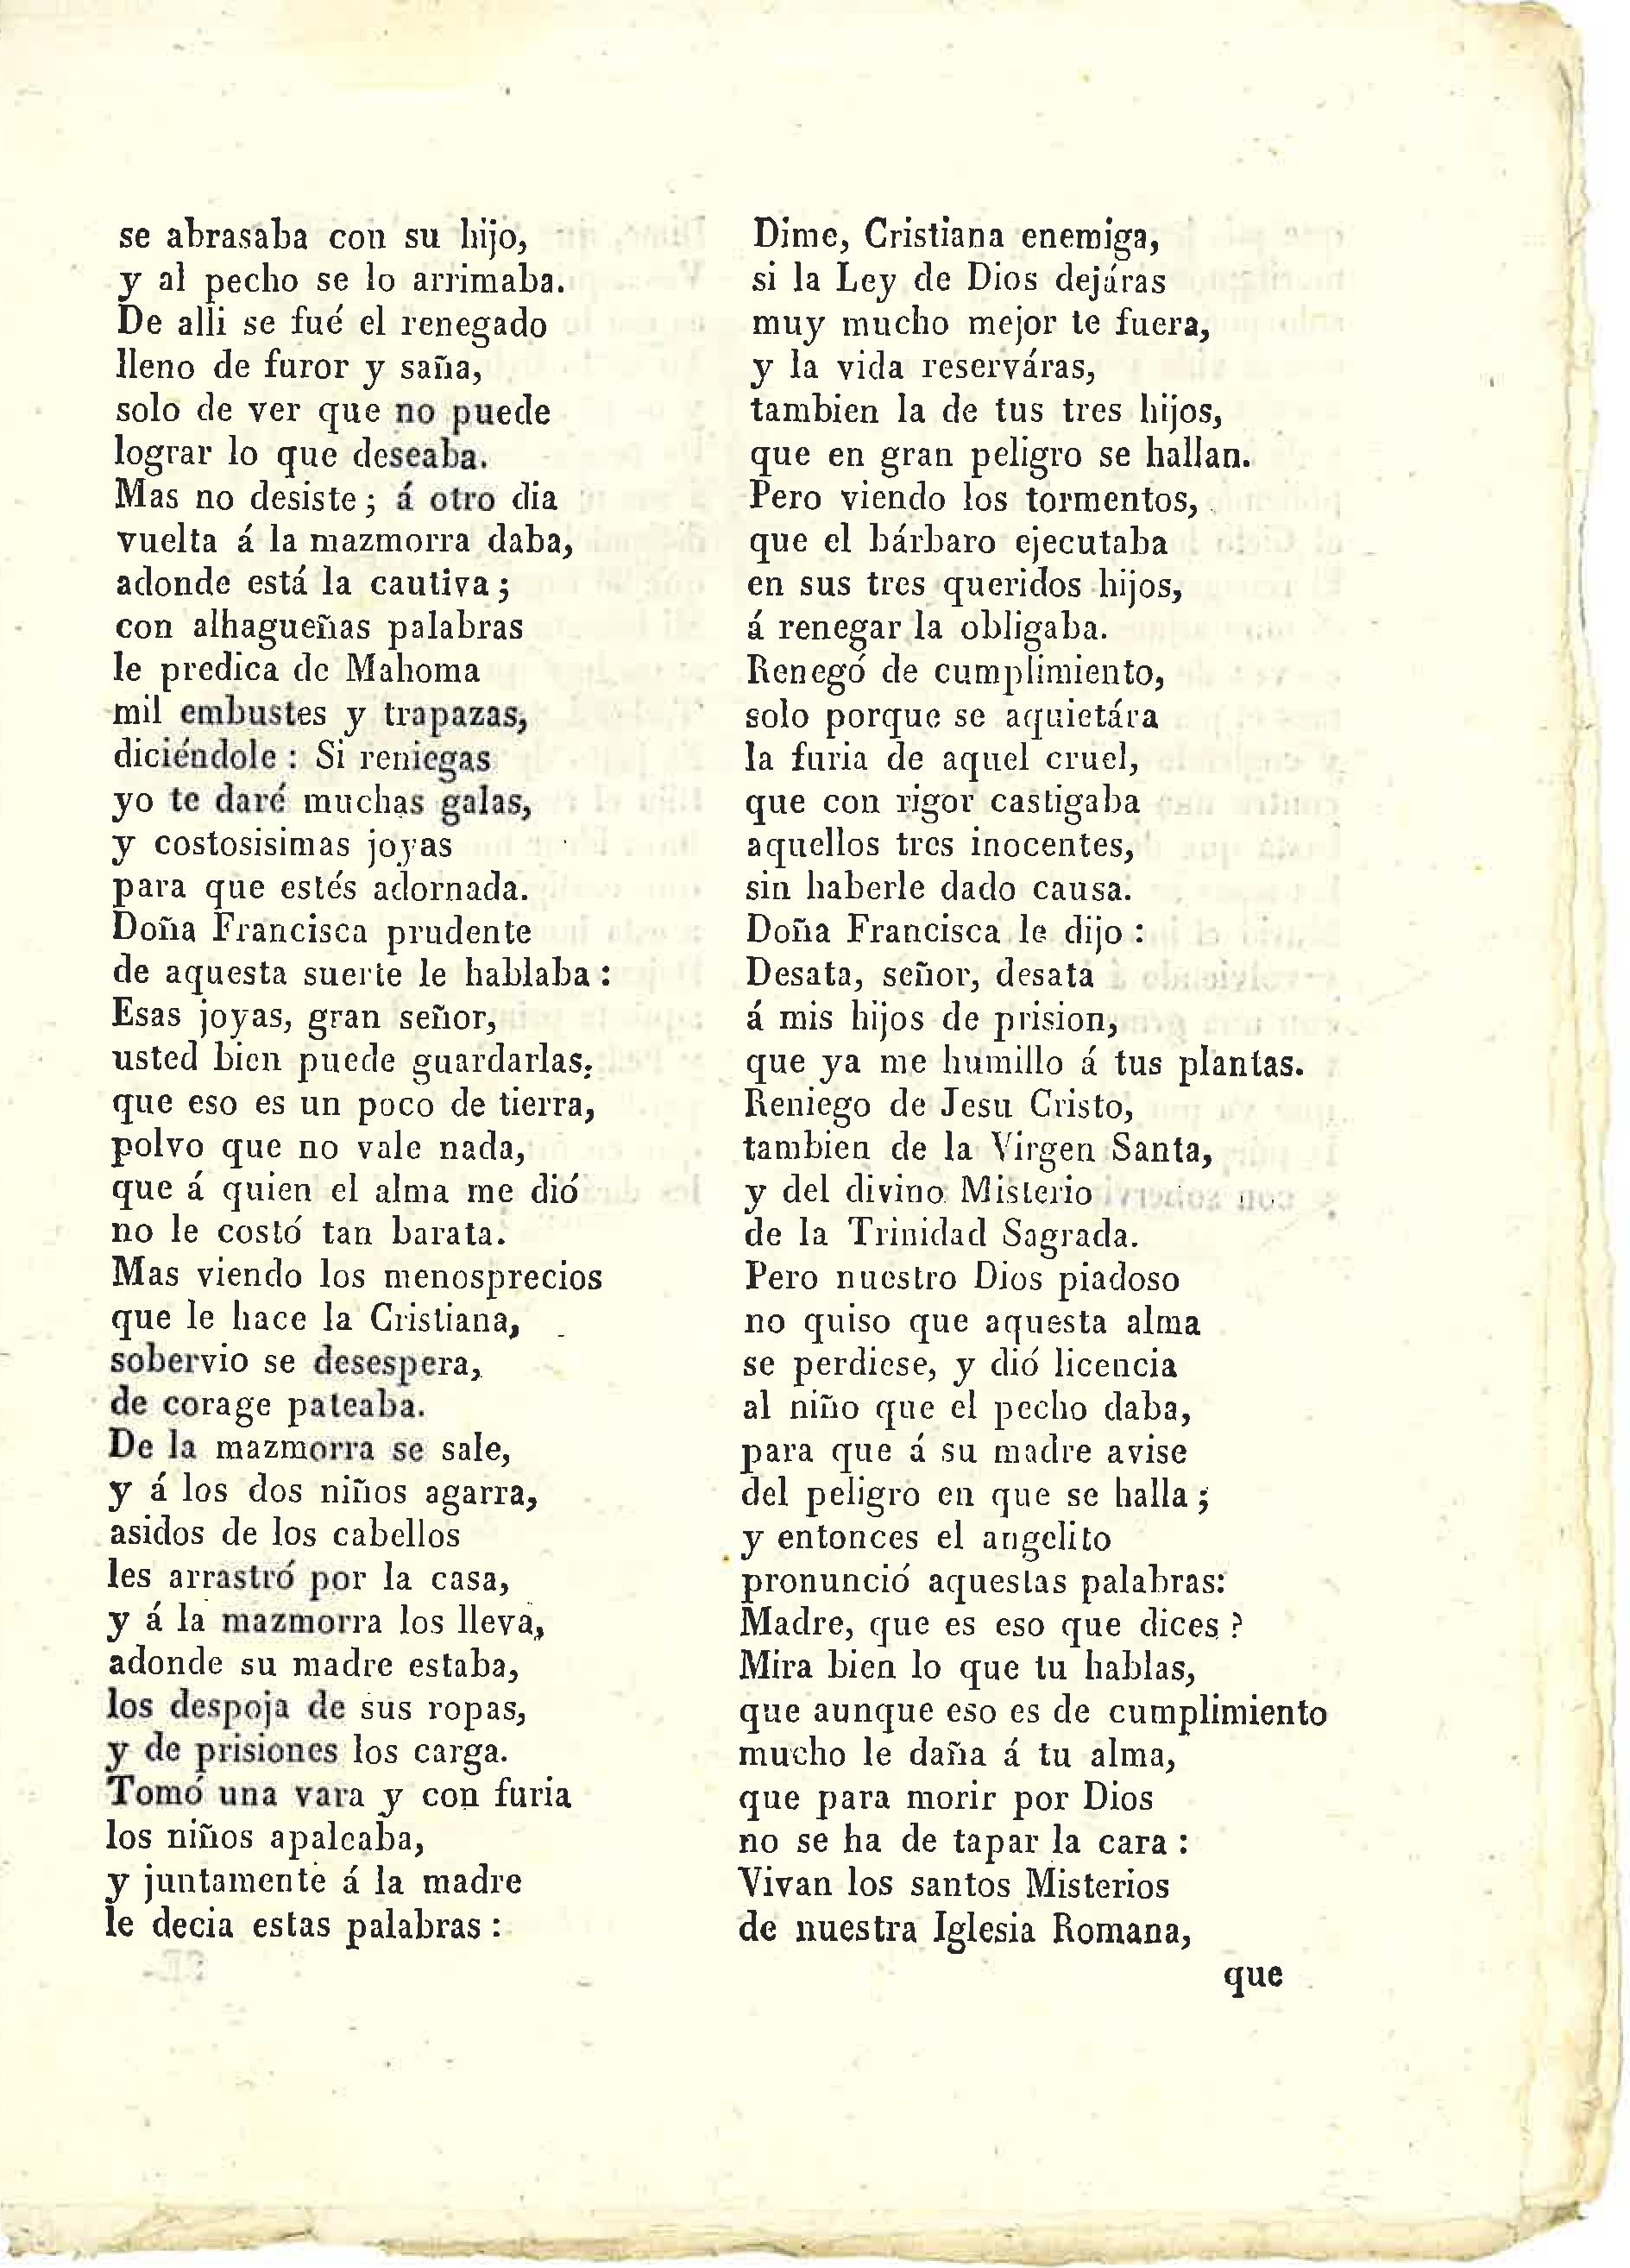 se abrasaba con su hijo,
y al pecho se lo arrimaba.
De alli se fué el renegado
lleno de furor y saña,
solo de ver que no puede
lograr lo que deseaba.
Mas no desiste; á otro dia
vuelta á la mazmorra daba,
adonde está la cautiva;
con alhagueñas palabras
le predica de Mahoma
mil embustes y trapazas,
diciéndole: Si reniegas
yo te daré muchas galas,
y costosisimas joyas
para que estés adornada.
Doña Francisca prudente
de aquesta suerte le hablaba:
Esas joyas, gran señor,
usted bien puede guardarlas,
que eso es un poco de tierra,
polvo que no vale nada,
que á quien el alma me dió
no le costó tan barata.
Mas viendo los menosprecios
que le hace la Cristiana,
sobervio se desespera,
de corage pateaba.
De la mazmorra se sale,
y á los dos niños agarra,
asidos de los cabellos
les arrastró por la casa,
y á la mazmorra los lleva,
adonde su madre estaba,
los despoja de sus ropas,
y de prisiones los carga.
Tomó una vara y con furia
los niños apaleaba,
y juntamente á la madre
le decia estas palabras:
Dime, Cristiana enemiga,
si la Ley de Dios dejáras
muy mucho mejor te fuera,
y la vida reserváras,
tambien la de tus tres hijos,
que en gran peligro se hallan.
Pero viendo los tormentos,
que el bárbaro ejecutaba
en sus tres queridos hijos,
á renegar la obligaba.
Renegó de cumplimiento,
solo porque se aquietára
la furia de aquel cruel,
que con rigor castigaba
aquellos tres inocentes,
sin haberle dado causa.
Doña Francisca le dijo:
Desata, señor, desata
á mis hijos de prision,
que ya me humillo á tus plantas.
Reniego de Jesu Cristo,
tambien de la Virgen Santa,
y del divino Misterio
de la Trinidad Sagrada.
Pero nuestro Dios piadoso
no quiso que aquesta alma
se perdiese, y dió licencia
al niño que el pecho daba,
para que á su madre avise
del peligro en que se halla;
y entonces el angelito
pronunció aquestas palabras:
Madre, que es eso que dices?
Mira bien lo que tu hablas,
que aunque eso es de cumplimiento
mucho le daña á tu alma,
que para morir por Dios
no se ha de tapar la cara:
Vivan los santos Misterios
de nuestra Iglesia Romana,
que